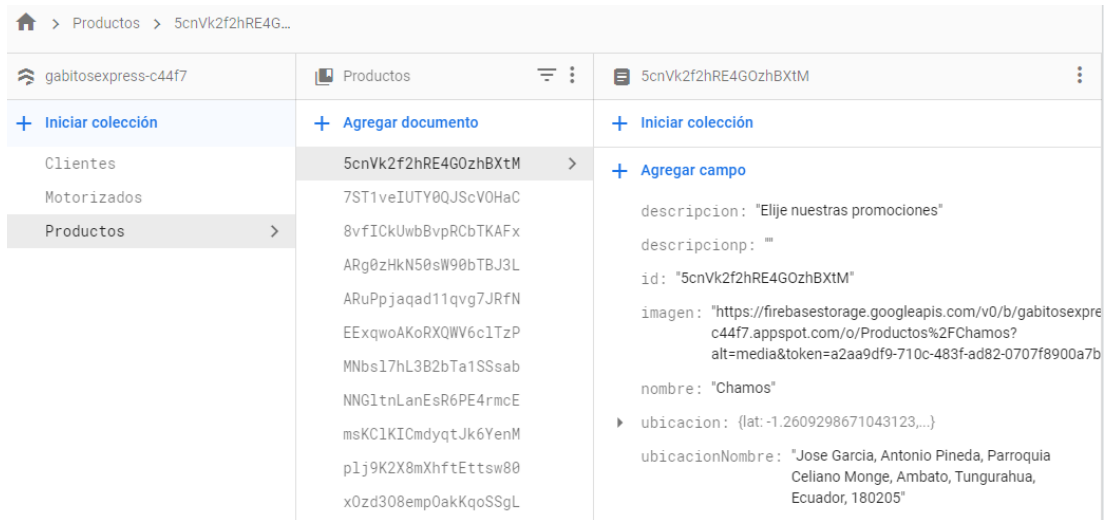 Productos > 5cnVk2f2hRE4G...
gabitosexpress-c44f7
Iniciar colección
Clientes
Motorizados
Productos
Productos
Agregar documento
5cnVk2f2hRE4GOzhBXtM
7ST1veIUTY0QJScVOHaC
8vfICkUwbBvpRCbTKAFx
ARg0zHkN50sW90bTBJ3L
ARuPpjaqad11qvg7JRfN
EExqwoAKoRXQWV6clTzP
MNbsl7hL3B2bTa1SSsab
NNGltnLanEsR6PE4rmcE
msKClKICmdyqtJk6YenM
plj9K2X8mXhftEttsw80
xOzd3O8empOakKqoSSgL
5cnVk2f2hRE4GOzhBXtM
Iniciar colección
Agregar campo
descripcion: "Elije nuestras promociones"
descripcionp: ""
id: "5cnVk2f2hRE4GOzhBXtM"
imagen: "https://firebasestorage.googleapis.com/v0/b/gabitosexpre
c44f7.appspot.com/o/Productos%2FChamos?
alt=media&token=a2aa9df9-710c-483f-ad82-0707f8900a7b
nombre: "Chamos"
ubicacion: {lat: -1.2609298671043123,...}
ubicacionNombre: "Jose Garcia, Antonio Pineda, Parroquia
Celiano Monge, Ambato, Tungurahua,
Ecuador, 180205"